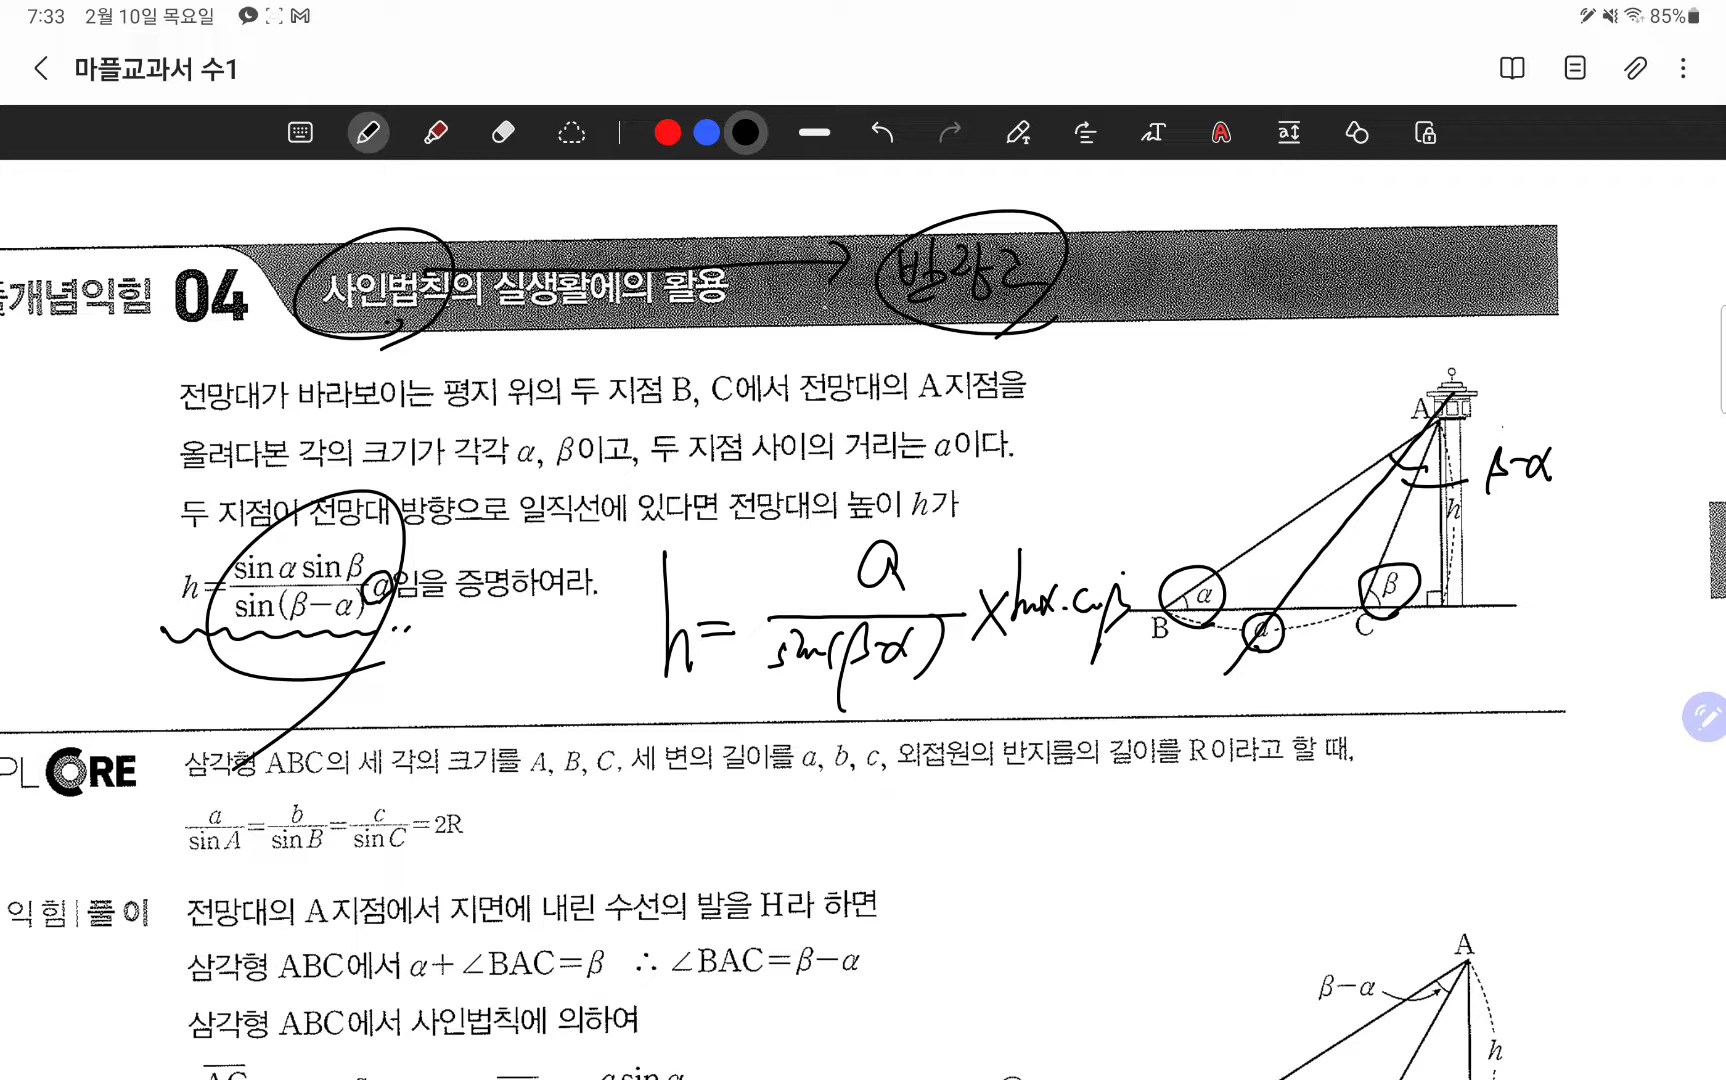 7:33 2월 10일 목요일 85%
마플교과서 수1
개념익힘 04 사인법칙의 실생활에의 활용
전망대가 바라보이는 평지 위의 두 지점 B, C에서 전망대의 A지점을
올려다본 각의 크기가 각각 α, β이고, 두 지점 사이의 거리는 a이다.
두 지점이 전망대 방향으로 일직선에 있다면 전망대의 높이 h가
h = sin α sin β / sin(β−α) a임을 증명하여라.
h = a / sin(β-α) ×
A
β-α
h
α
β
B
a
C
PL CORE 삼각형 ABC의 세 각의 크기를 A, B, C, 세 변의 길이를 a, b, c, 외접원의 반지름의 길이를 R이라고 할 때,
a/sin A = b/sin B = c/sin C = 2R
익힘|풀이 전망대의 A지점에서 지면에 내린 수선의 발을 H라 하면
삼각형 ABC에서 α+∠BAC=β ∴ ∠BAC=β−α
삼각형 ABC에서 사인법칙에 의하여
A
β−α
h